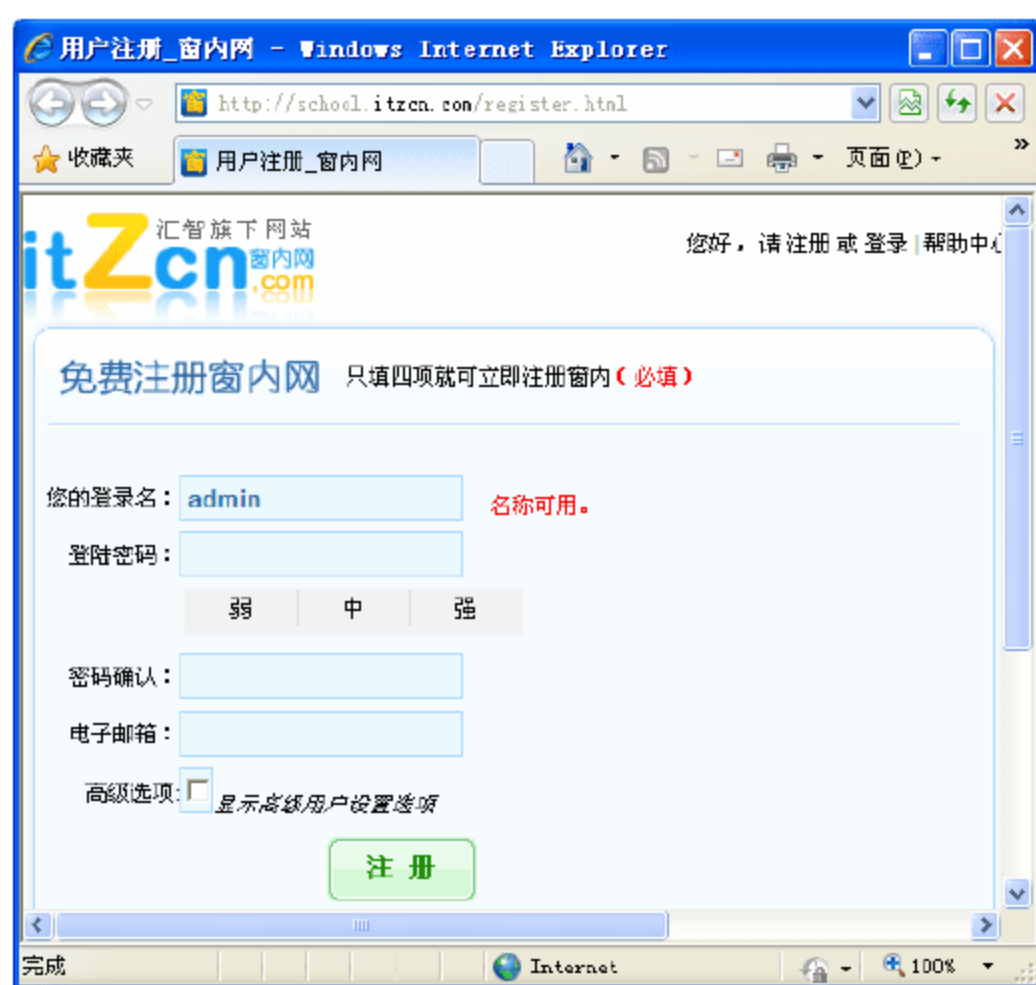 用户注册_窗内网 - Windows Internet Explorer
http://school.itzcn.com/register.html
收藏夹
用户注册_窗内网
页面(P)
»
itZcn.com
汇智旗下网站
窗内网
您好，请注册 或 登录 |帮助中心
免费注册窗内网 只填四项就可立即注册窗内（必填）
您的登录名： admin 名称可用。
登陆密码：
弱 中 强
密码确认：
电子邮箱：
高级选项: 显示高级用户设置选项
注 册
完成 Internet 100%